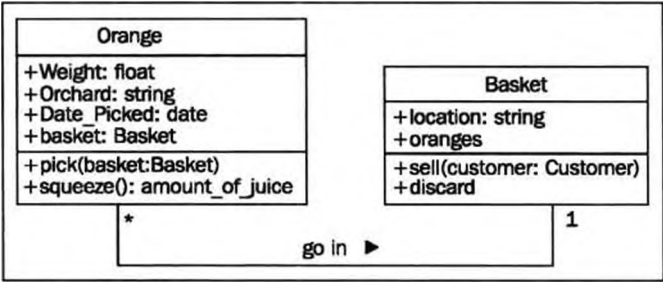 Orange
+Weight: float
+Orchard: string
+Date_Picked: date
+basket: Basket
+pick(basket:Basket)
+squeeze(): amount_of_juice
Basket
+location: string
+oranges
+sell(customer: Customer)
+discard
*
1
go in ►